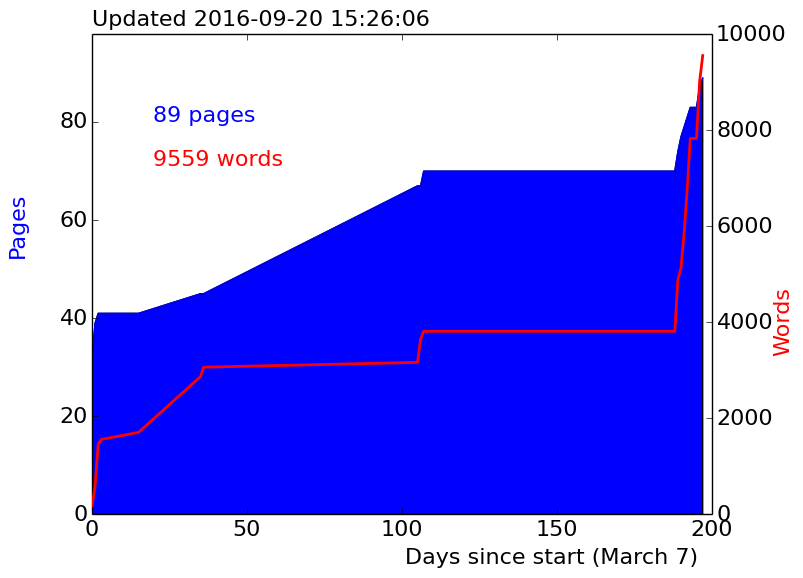 Updated 2016-09-20 15:26:06
10000
89 pages
80
8000
9559 words
Pages
60
6000
Words
40
4000
20
2000
0
0
0 50 100 150 200
Days since start (March 7)